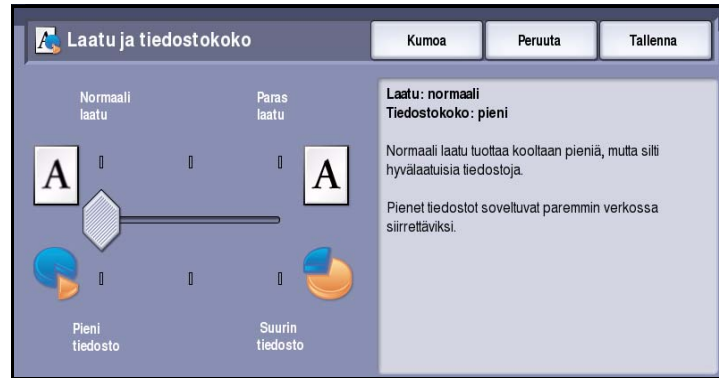 Laatu ja tiedostokoko
Kumoa
Peruuta
Tallenna
Normaali
laatu
Paras
laatu
A
A
Pieni
tiedosto
Suurin
tiedosto
Laatu: normaali
Tiedostokoko: pieni
Normaali laatu tuottaa kooltaan pieniä, mutta silti
hyvälaatuisia tiedostoja.
Pienet tiedostot soveltuvat paremmin verkossa
siirrettäviksi.